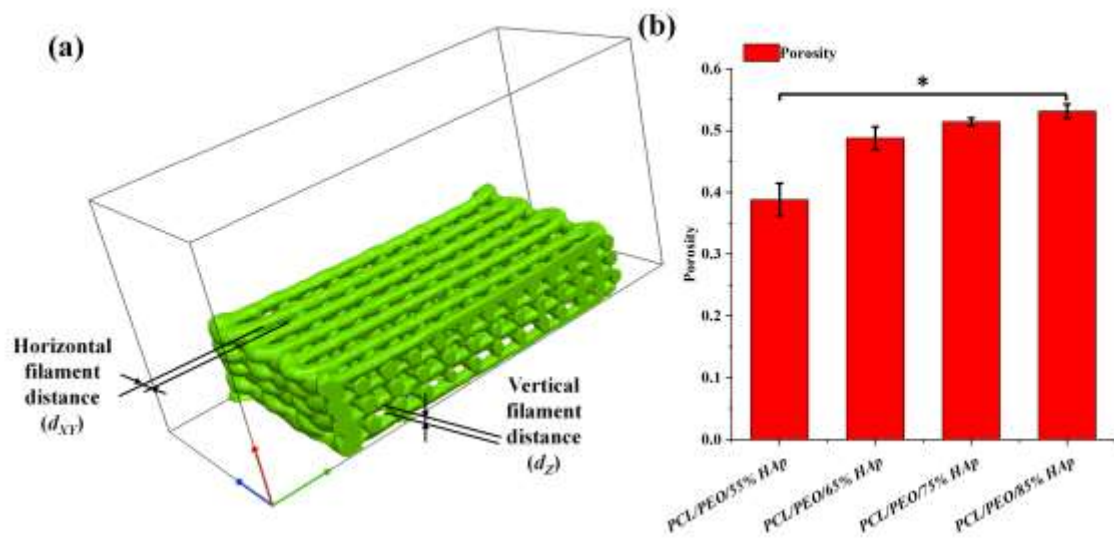 (a)
Horizontal
filament
distance
(dXY)
Vertical
filament
distance
(dZ)
(b)
Porosity
*
Porosity
0.6
0.5
0.4
0.3
0.2
0.1
0.0
PCL/PEO/55% HAp
PCL/PEO/65% HAp
PCL/PEO/75% HAp
PCL/PEO/85% HAp